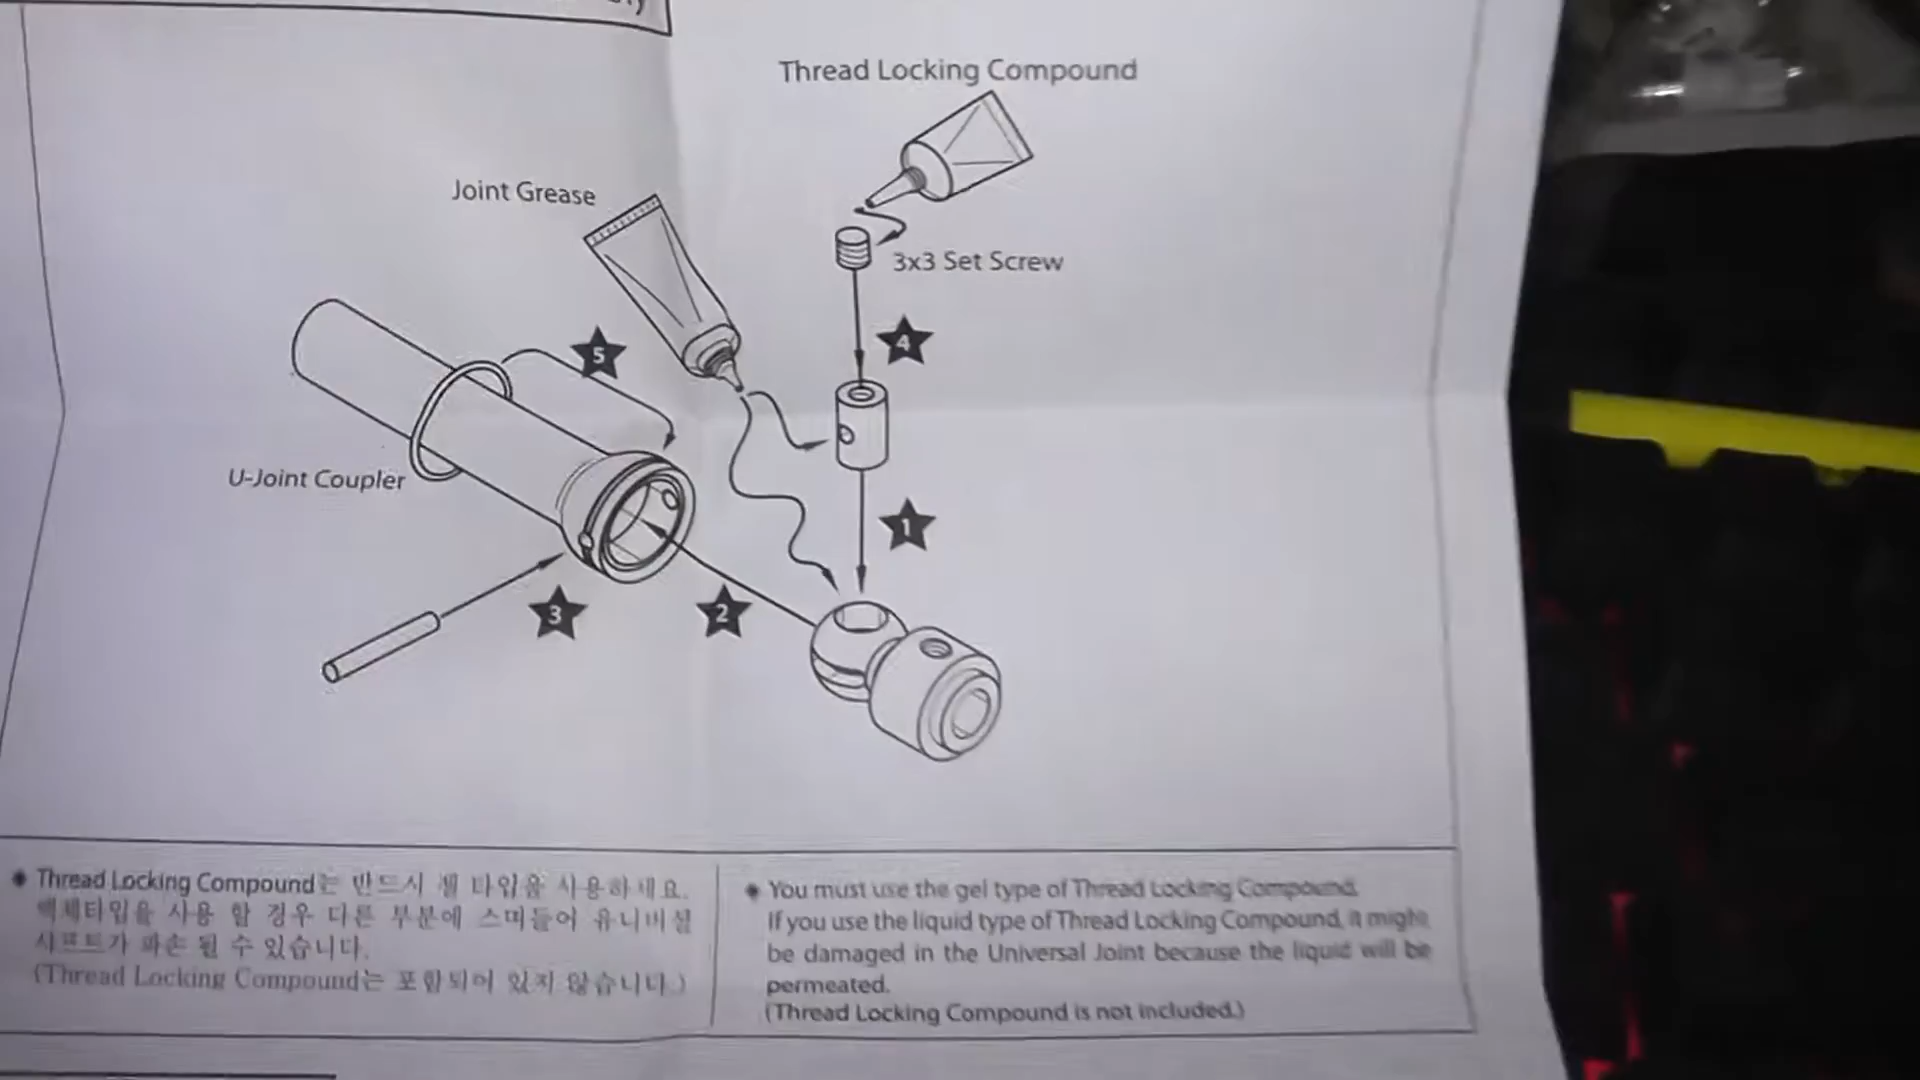 Thread Locking Compound
Joint Grease
3x3 Set Screw
5
4
U-Joint Coupler
1
3
2
Thread Locking Compound는 반드시 젤 타입을 사용하세요.
액체타입을 사용 할 경우 다른 부분에 스며들어 유니버셜
샤프트가 파손 될 수 있습니다.
(Thread Locking Compound는 포함되어 있지 않습니다.)
You must use the gel type of Thread Locking Compound.
If you use the liquid type of Thread Locking Compound, it might
be damaged in the Universal Joint because the liquid will be
permeated.
(Thread Locking Compound is not included.)